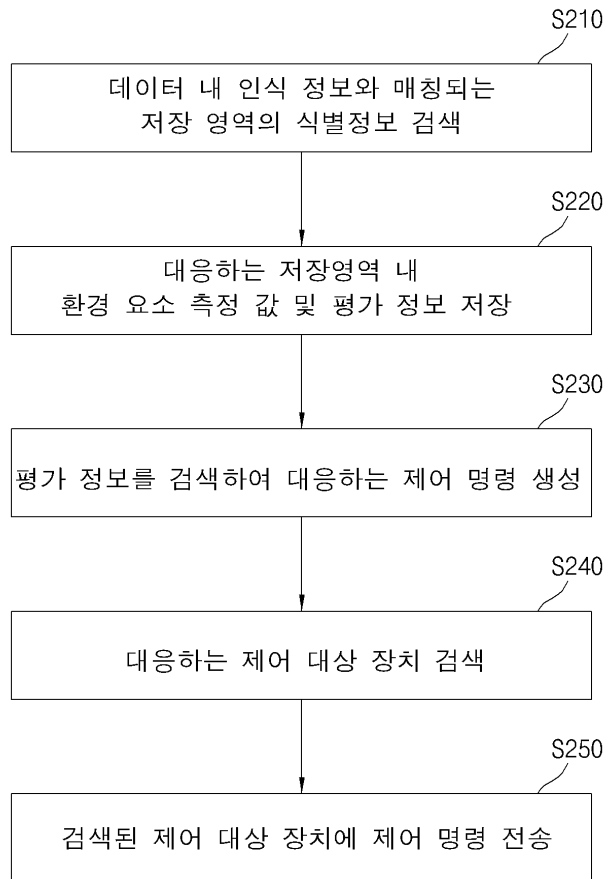 S210
데이터 내 인식 정보와 매칭되는
저장 영역의 식별정보 검색
S220
대응하는 저장영역 내
환경 요소 측정 값 및 평가 정보 저장
S230
평가 정보를 검색하여 대응하는 제어 명령 생성
S240
대응하는 제어 대상 장치 검색
S250
검색된 제어 대상 장치에 제어 명령 전송